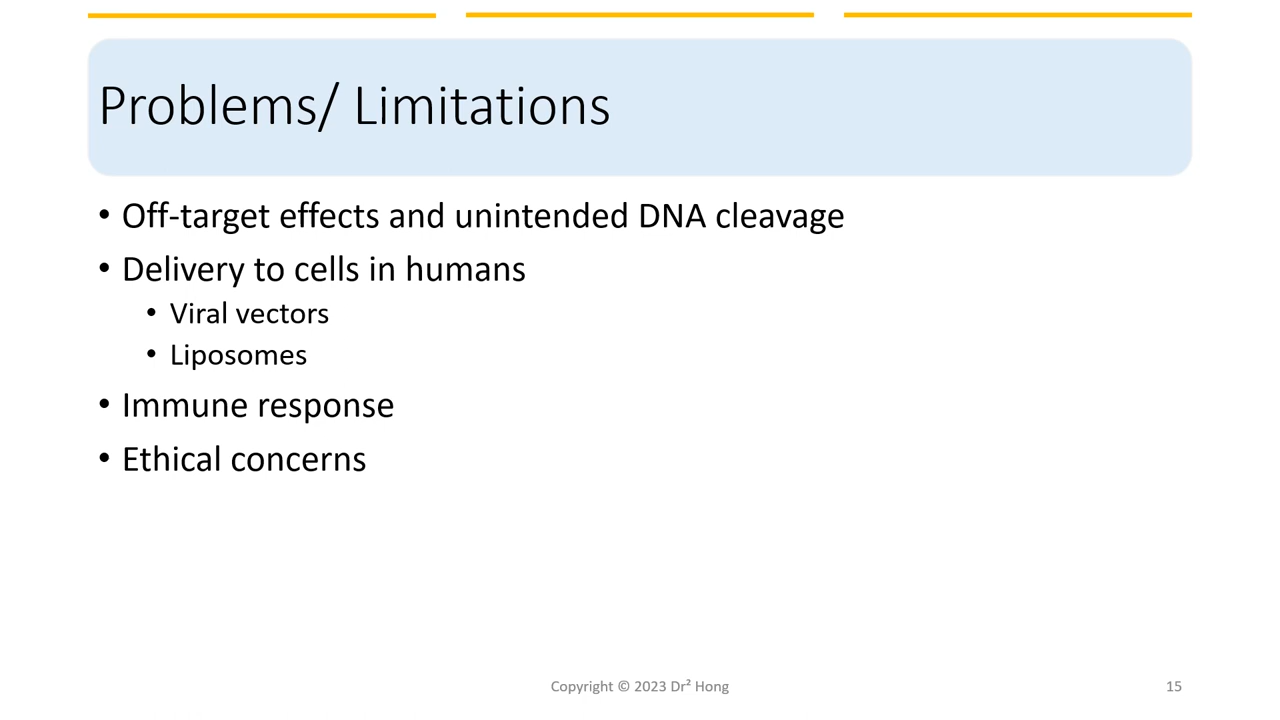 Problems/ Limitations
• Off-target effects and unintended DNA cleavage
• Delivery to cells in humans
• Viral vectors
• Liposomes
• Immune response
• Ethical concerns
Copyright © 2023 Dr² Hong
15